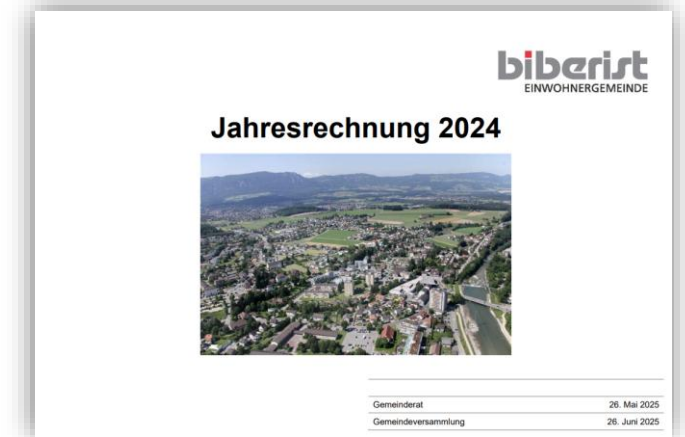 biberist
EINWOHNERGEMEINDE
Jahresrechnung 2024
Gemeinderat 26. Mai 2025
Gemeindeversammlung 26. Juni 2025